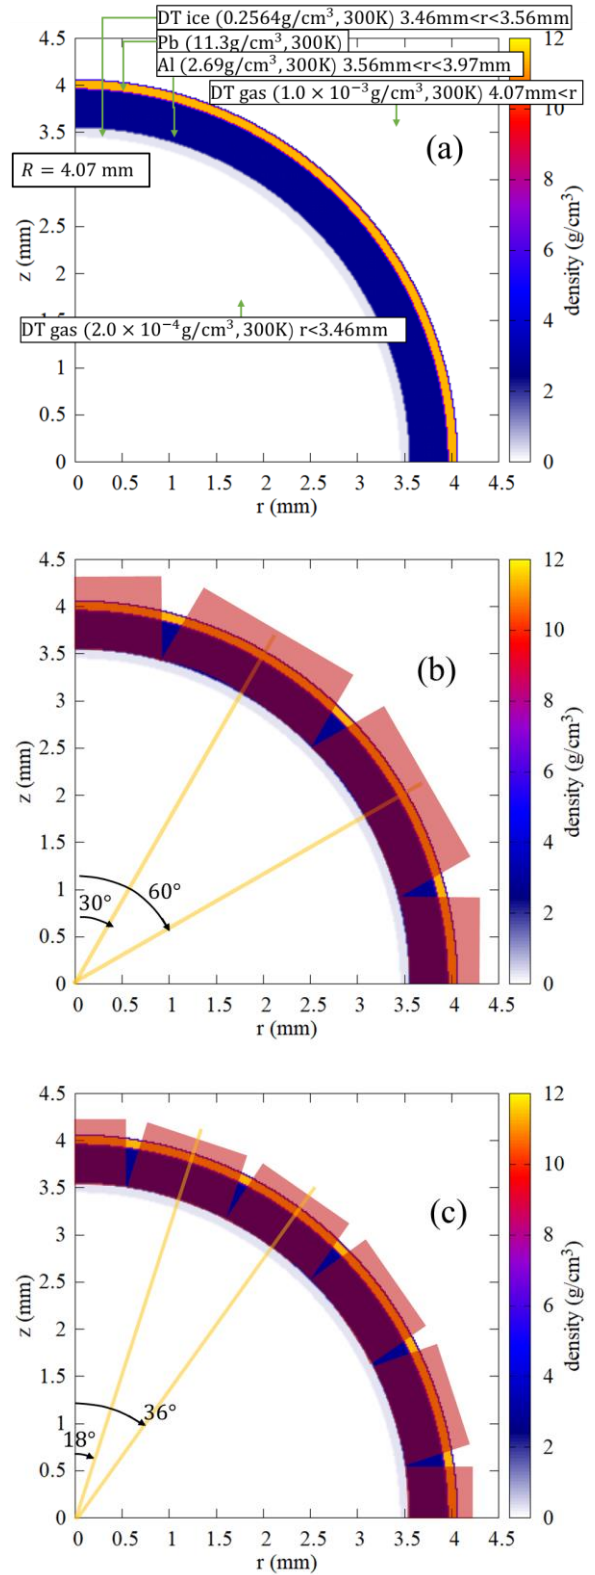 DT ice (0.2564g/cm³, 300K) 3.46mm<r<3.56mm
Pb (11.3g/cm³, 300K)
Al (2.69g/cm³, 300K) 3.56mm<r<3.97mm
DT gas (1.0 × 10⁻³g/cm³, 300K) 4.07mm<r
(a)
R = 4.07 mm
DT gas (2.0 × 10⁻⁴g/cm³, 300K) r<3.46mm
4.5
4
3.5
3
2.5
2
1
0.5
0
z (mm)
0 0.5 1 1.5 2 2.5 3 3.5 4 4.5
r (mm)
12
10
8
6
4
2
0
density (g/cm³)
(b)
30°
60°
4.5
4
3.5
3
2.5
2
1.5
1
0.5
0
z (mm)
0 0.5 1 1.5 2 2.5 3 3.5 4 4.5
r (mm)
12
10
8
6
4
2
0
density (g/cm³)
(c)
18°
36°
4.5
4
3.5
3
2.5
2
1.5
1
0.5
0
z (mm)
0 0.5 1 1.5 2 2.5 3 3.5 4 4.5
r (mm)
12
10
8
6
4
2
0
density (g/cm³)